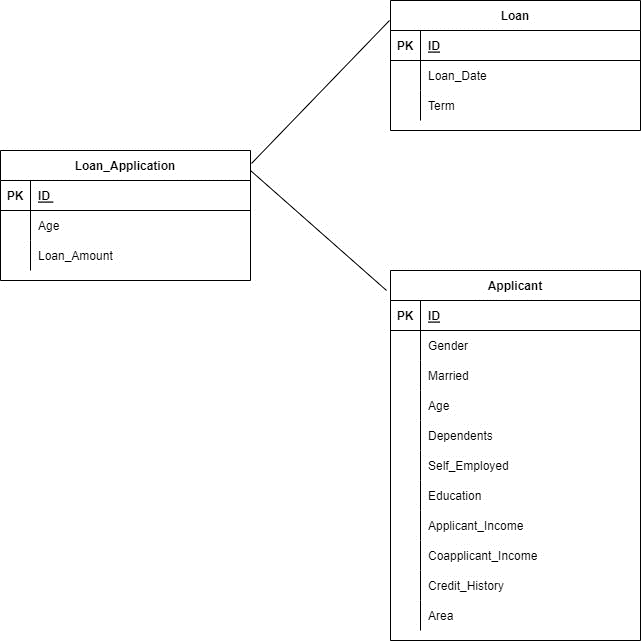 Loan
PK ID
Loan_Date
Term
Loan_Application
PK ID
Age
Loan_Amount
Applicant
PK ID
Gender
Married
Age
Dependents
Self_Employed
Education
Applicant_Income
Coapplicant_Income
Credit_History
Area